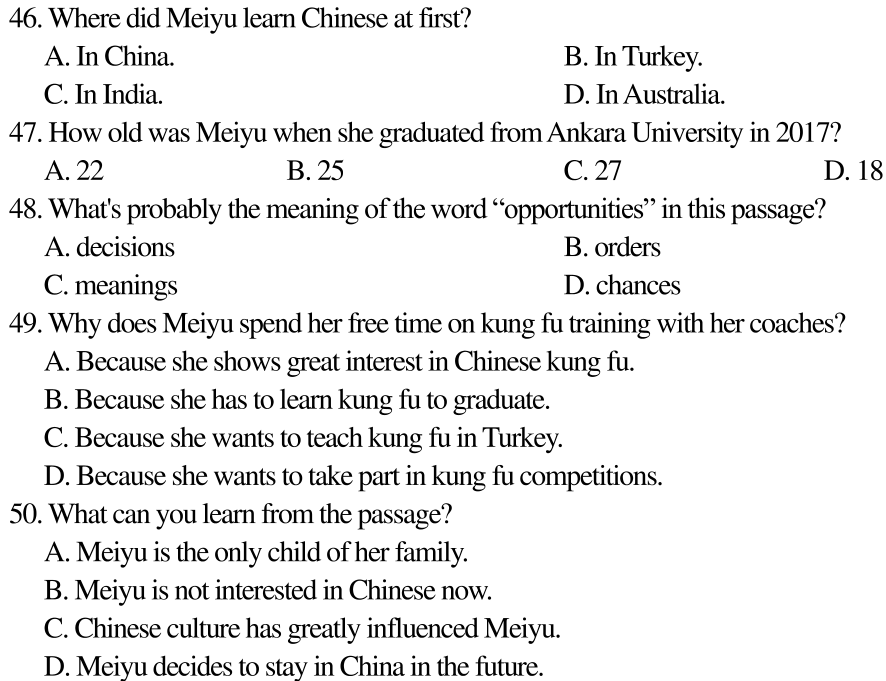 46. Where did Meiyu learn Chinese at first?
A. In China. B. In Turkey.
C. In India. D. In Australia.
47. How old was Meiyu when she graduated from Ankara University in 2017?
A. 22 B. 25 C. 27 D. 18
48. What's probably the meaning of the word “opportunities” in this passage?
A. decisions B. orders
C. meanings D. chances
49. Why does Meiyu spend her free time on kung fu training with her coaches?
A. Because she shows great interest in Chinese kung fu.
B. Because she has to learn kung fu to graduate.
C. Because she wants to teach kung fu in Turkey.
D. Because she wants to take part in kung fu competitions.
50. What can you learn from the passage?
A. Meiyu is the only child of her family.
B. Meiyu is not interested in Chinese now.
C. Chinese culture has greatly influenced Meiyu.
D. Meiyu decides to stay in China in the future.